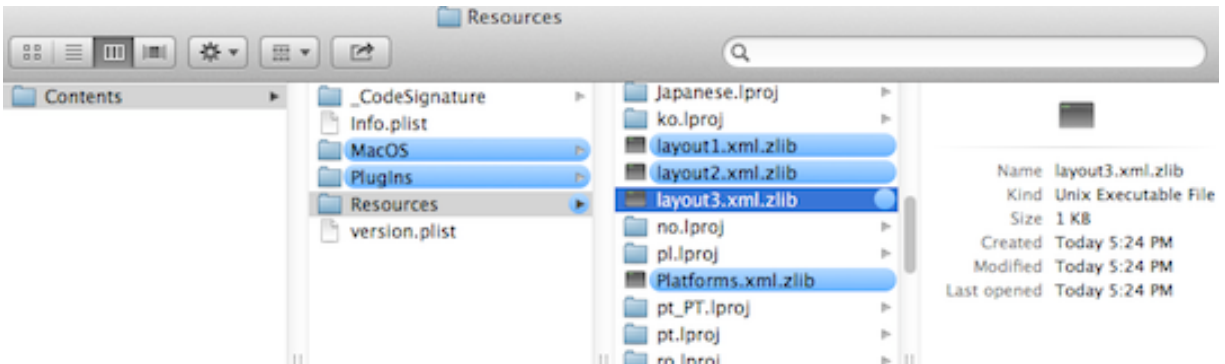 Resources
Contents
_CodeSignature
Info.plist
MacOS
PlugIns
Resources
version.plist
Japanese.lproj
ko.lproj
layout1.xml.zlib
layout2.xml.zlib
layout3.xml.zlib
no.lproj
pl.lproj
Platforms.xml.zlib
pt_PT.lproj
pt.lproj
ro.lproj
Name layout3.xml.zlib
Kind Unix Executable File
Size 1 KB
Created Today 5:24 PM
Modified Today 5:24 PM
Last opened Today 5:24 PM